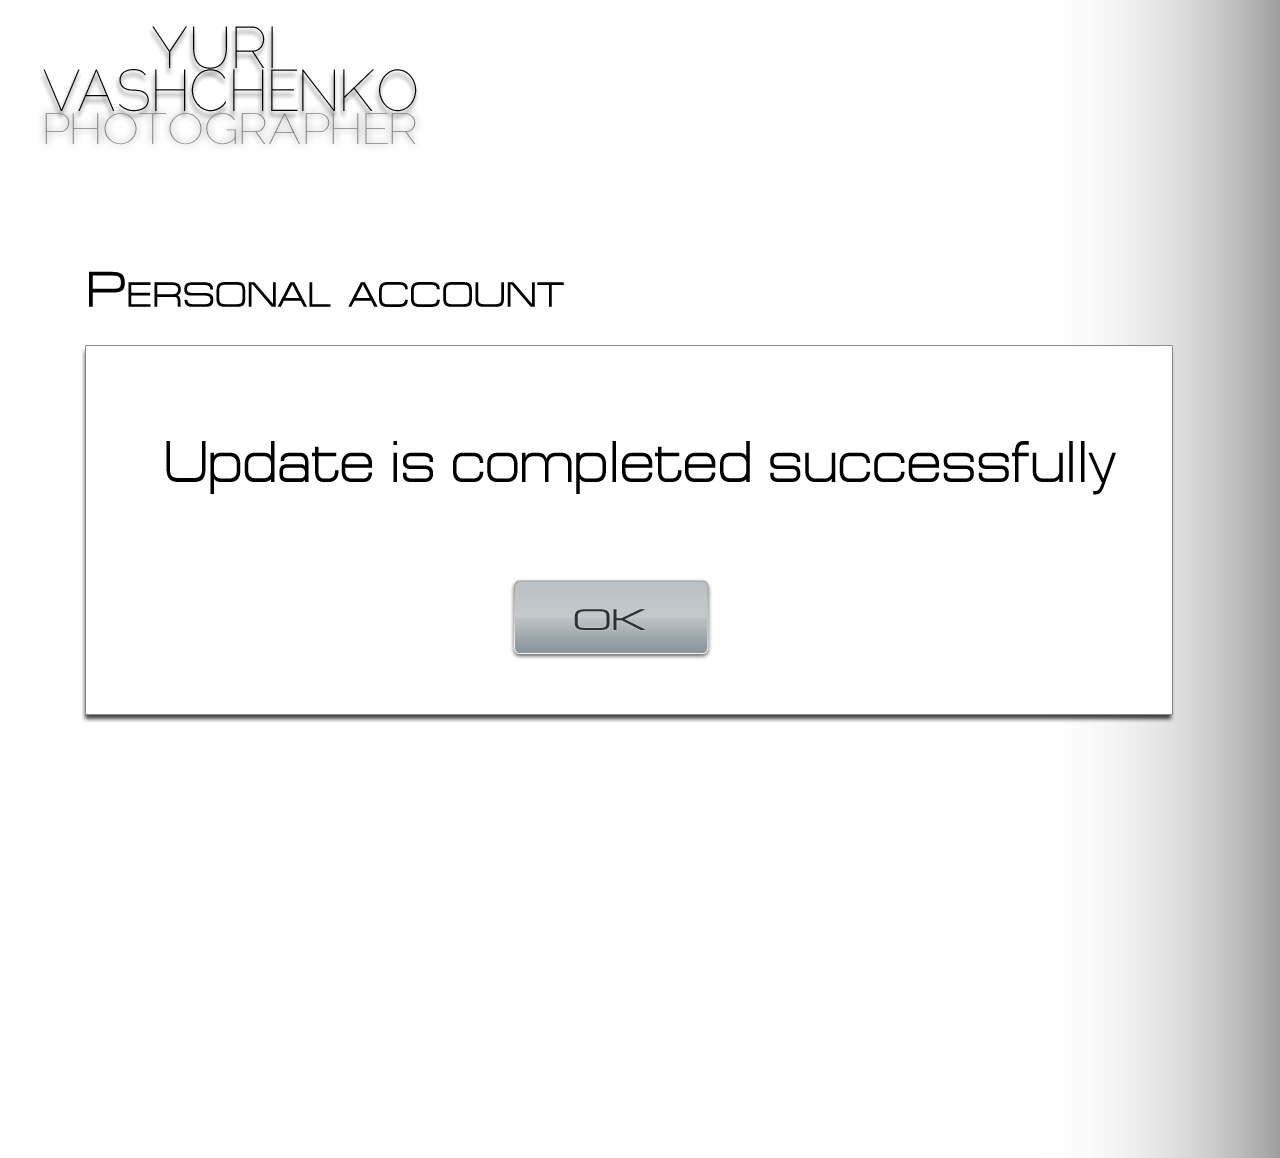 YURI
VASHCHENKO
PHOTOGRAPHER
Personal account
Update is completed successfully
OK